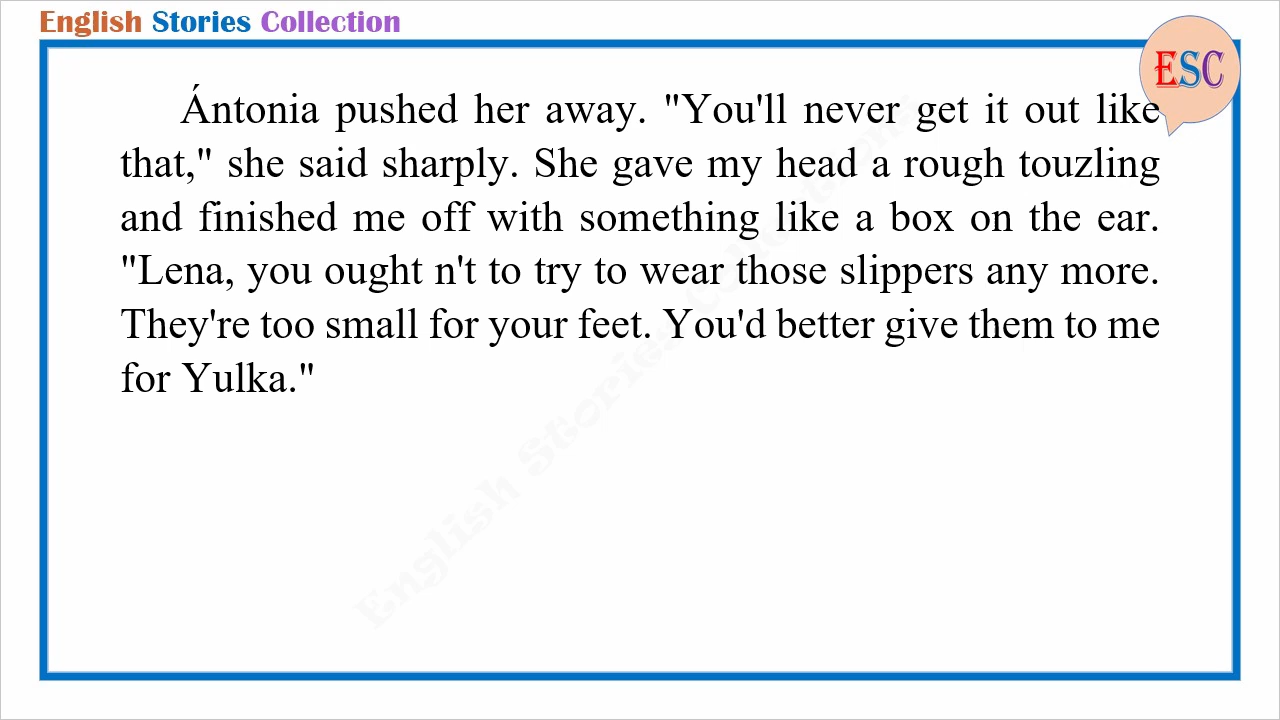 English Stories Collection
ESC
Ántonia pushed her away. "You'll never get it out like
that," she said sharply. She gave my head a rough touzling
and finished me off with something like a box on the ear.
"Lena, you ought n't to try to wear those slippers any more.
They're too small for your feet. You'd better give them to me
for Yulka."
English Stories Collections